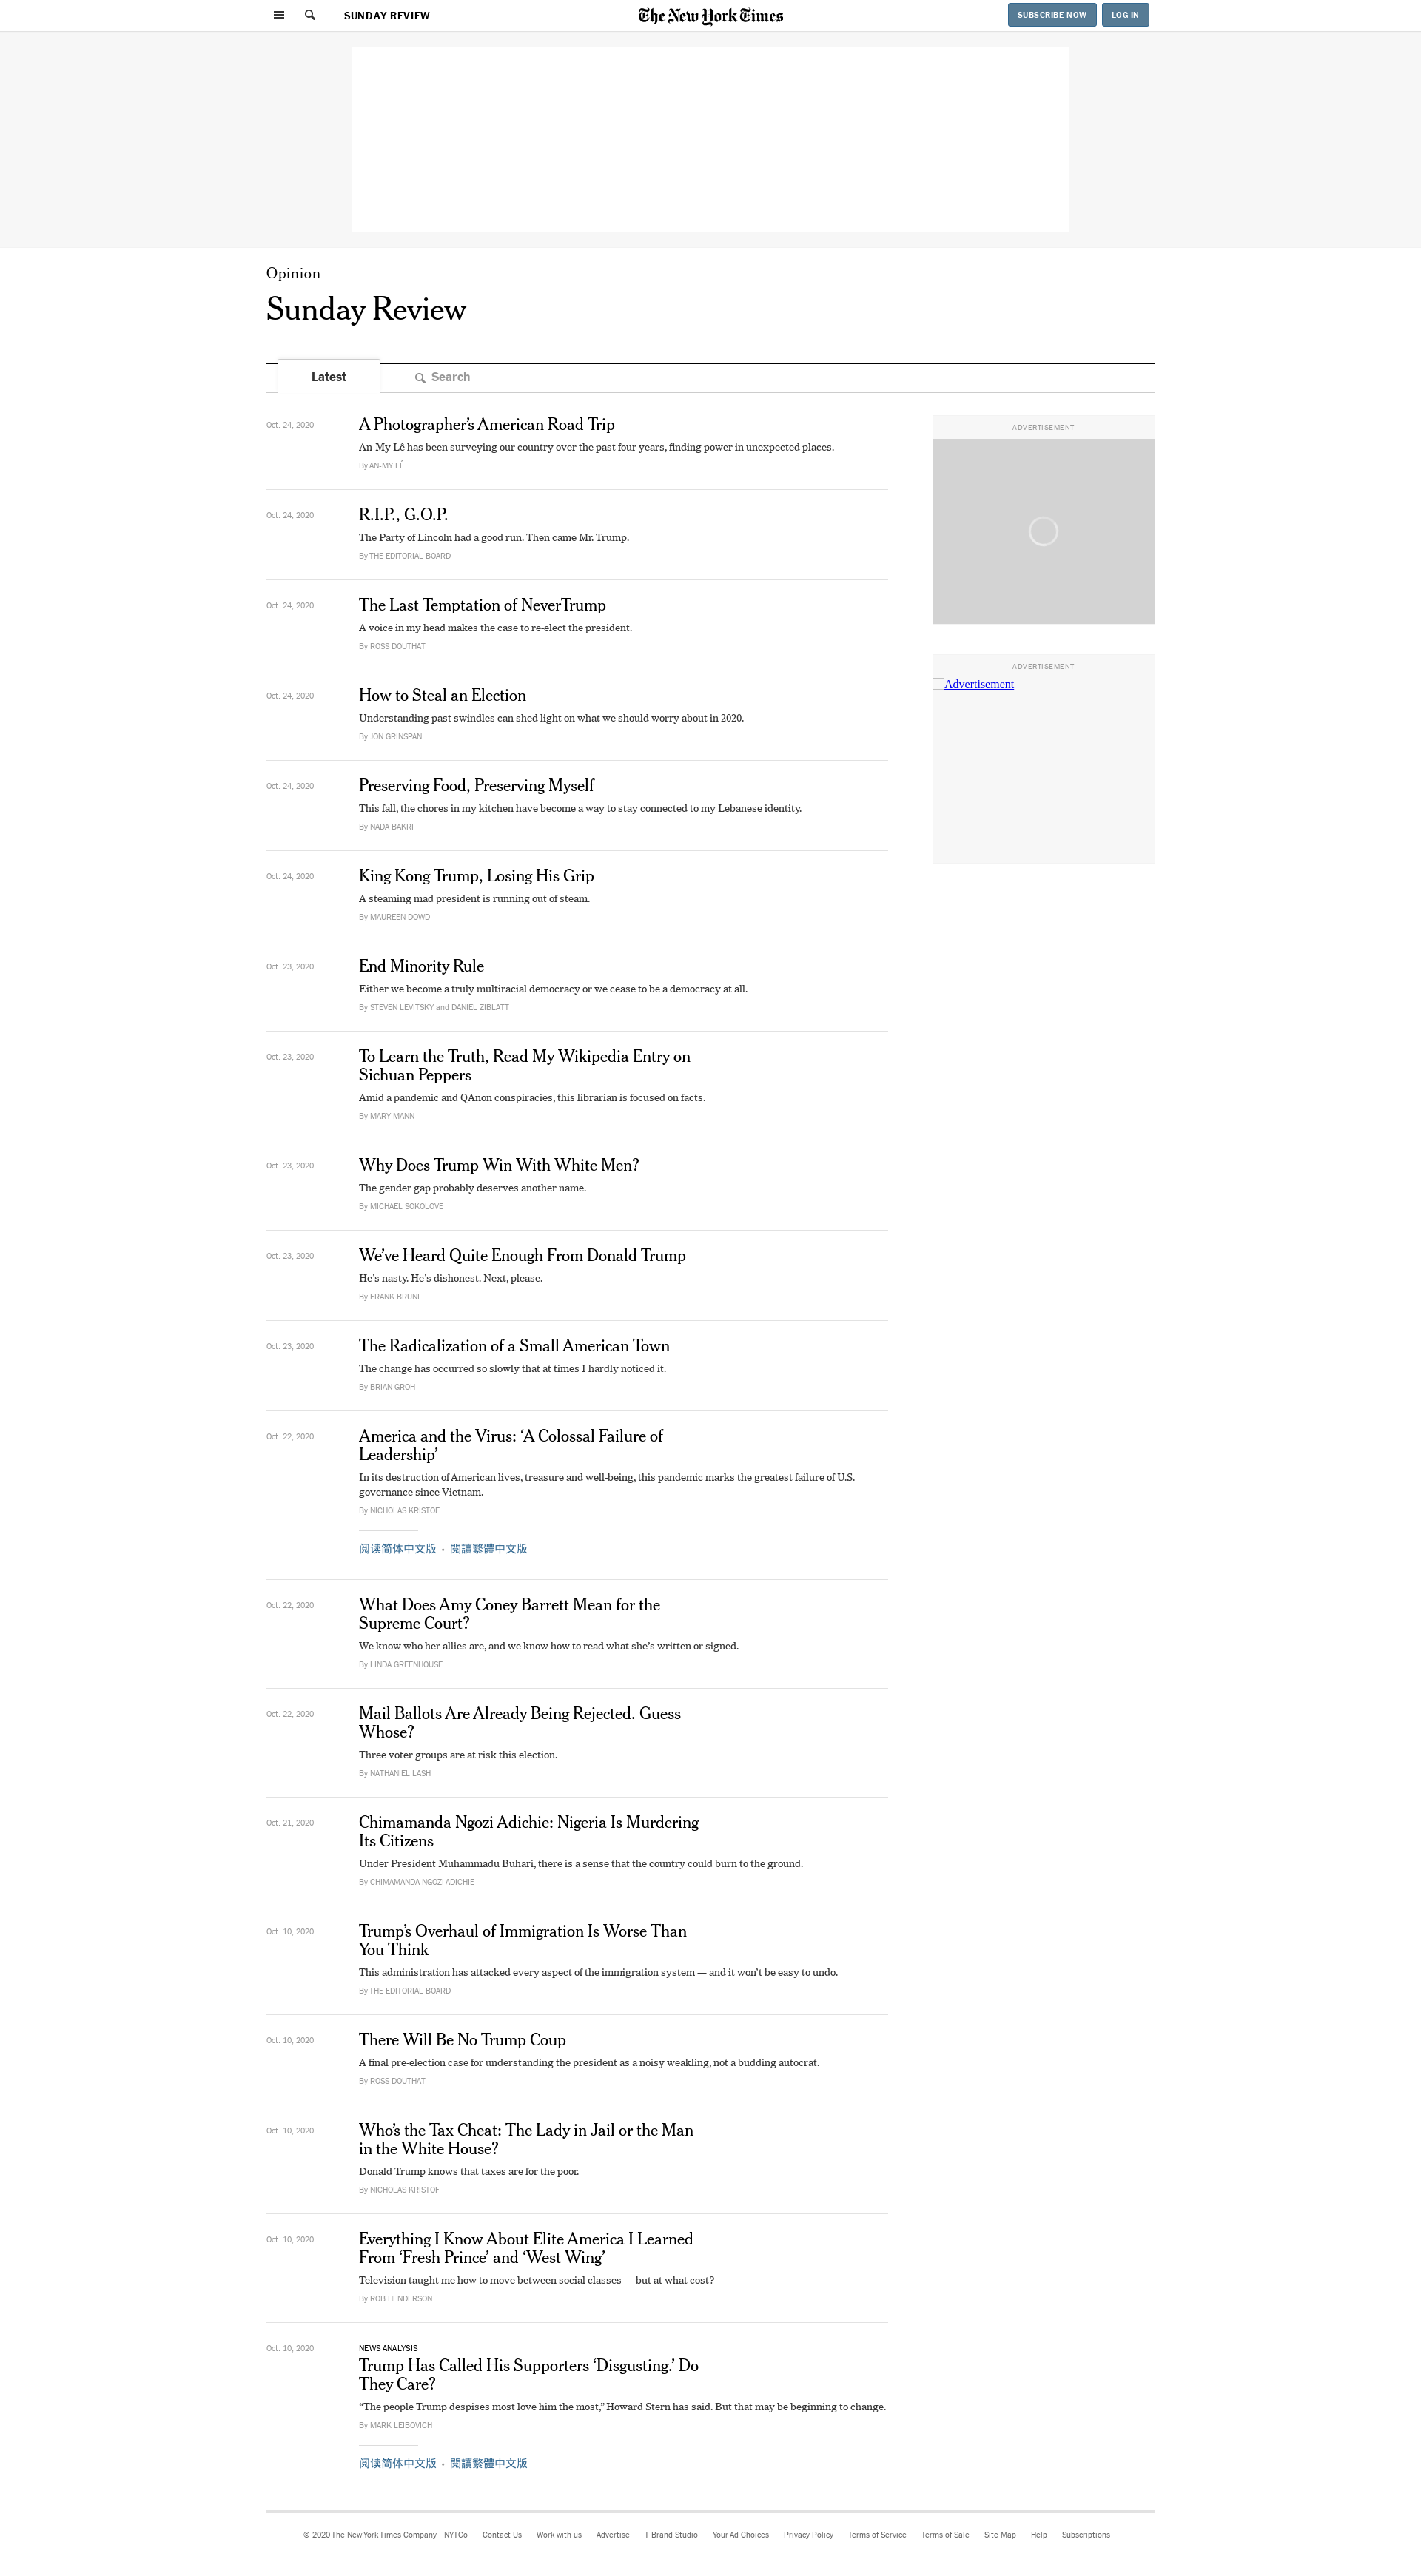 SUNDAY REVIEW
The New York Times
SUBSCRIBE NOW
LOG IN
Opinion
Sunday Review
Latest
Search
Oct. 24, 2020
A Photographer’s American Road Trip
An-My Lê has been surveying our country over the past four years, finding power in unexpected places.
By AN-MY LÊ
Oct. 24, 2020
R.I.P., G.O.P.
The Party of Lincoln had a good run. Then came Mr. Trump.
By THE EDITORIAL BOARD
Oct. 24, 2020
The Last Temptation of NeverTrump
A voice in my head makes the case to re-elect the president.
By ROSS DOUTHAT
Oct. 24, 2020
How to Steal an Election
Understanding past swindles can shed light on what we should worry about in 2020.
By JON GRINSPAN
Oct. 24, 2020
Preserving Food, Preserving Myself
This fall, the chores in my kitchen have become a way to stay connected to my Lebanese identity.
By NADA BAKRI
Oct. 24, 2020
King Kong Trump, Losing His Grip
A steaming mad president is running out of steam.
By MAUREEN DOWD
Oct. 23, 2020
End Minority Rule
Either we become a truly multiracial democracy or we cease to be a democracy at all.
By STEVEN LEVITSKY and DANIEL ZIBLATT
Oct. 23, 2020
To Learn the Truth, Read My Wikipedia Entry on
Sichuan Peppers
Amid a pandemic and QAnon conspiracies, this librarian is focused on facts.
By MARY MANN
Oct. 23, 2020
Why Does Trump Win With White Men?
The gender gap probably deserves another name.
By MICHAEL SOKOLOVE
Oct. 23, 2020
We’ve Heard Quite Enough From Donald Trump
He’s nasty. He’s dishonest. Next, please.
By FRANK BRUNI
Oct. 23, 2020
The Radicalization of a Small American Town
The change has occurred so slowly that at times I hardly noticed it.
By BRIAN GROH
Oct. 22, 2020
America and the Virus: ‘A Colossal Failure of
Leadership’
In its destruction of American lives, treasure and well-being, this pandemic marks the greatest failure of U.S.
governance since Vietnam.
By NICHOLAS KRISTOF
阅读简体中文版 • 閱讀繁體中文版
Oct. 22, 2020
What Does Amy Coney Barrett Mean for the
Supreme Court?
We know who her allies are, and we know how to read what she’s written or signed.
By LINDA GREENHOUSE
Oct. 22, 2020
Mail Ballots Are Already Being Rejected. Guess
Whose?
Three voter groups are at risk this election.
By NATHANIEL LASH
Oct. 21, 2020
Chimamanda Ngozi Adichie: Nigeria Is Murdering
Its Citizens
Under President Muhammadu Buhari, there is a sense that the country could burn to the ground.
By CHIMAMANDA NGOZI ADICHIE
Oct. 10, 2020
Trump’s Overhaul of Immigration Is Worse Than
You Think
This administration has attacked every aspect of the immigration system — and it won’t be easy to undo.
By THE EDITORIAL BOARD
Oct. 10, 2020
There Will Be No Trump Coup
A final pre-election case for understanding the president as a noisy weakling, not a budding autocrat.
By ROSS DOUTHAT
Oct. 10, 2020
Who’s the Tax Cheat: The Lady in Jail or the Man
in the White House?
Donald Trump knows that taxes are for the poor.
By NICHOLAS KRISTOF
Oct. 10, 2020
Everything I Know About Elite America I Learned
From ‘Fresh Prince’ and ‘West Wing’
Television taught me how to move between social classes — but at what cost?
By ROB HENDERSON
Oct. 10, 2020
NEWS ANALYSIS
Trump Has Called His Supporters ‘Disgusting.’ Do
They Care?
“The people Trump despises most love him the most,” Howard Stern has said. But that may be beginning to change.
By MARK LEIBOVICH
阅读简体中文版 • 閱讀繁體中文版
ADVERTISEMENT
ADVERTISEMENT
Advertisement
© 2020 The New York Times Company NYTCo Contact Us Work with us Advertise T Brand Studio Your Ad Choices Privacy Policy Terms of Service Terms of Sale Site Map Help Subscriptions